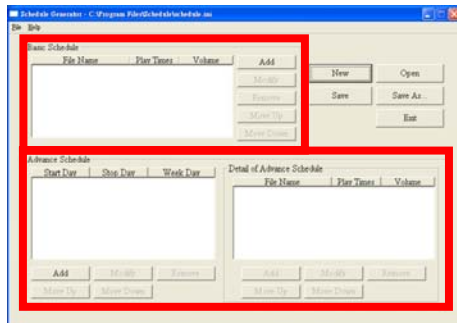 Schedule Generator - C:\Program Files\Schedule\schedule.ini
File Help
Basic Schedule
File Name Play Times Volume
Add
Modify
Remove
Move Up
Move Down
New Open
Save Save As...
Exit
Advance Schedule
Start Day Stop Day Week Day
Add Modify Remove
Move Up Move Down
Detail of Advance Schedule
File Name Play Times Volume
Add Modify Remove
Move Up Move Down